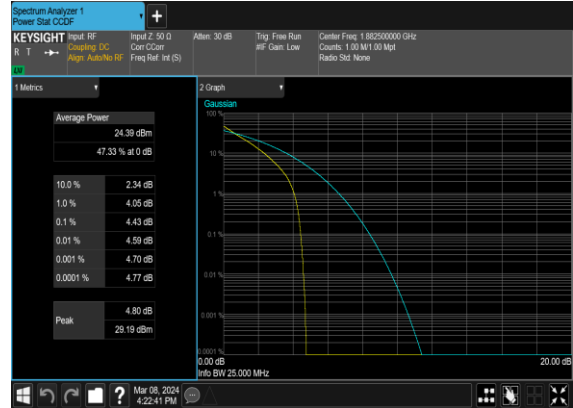 Spectrum Analyzer 1
Power Stat CCDF
KEYSIGHT
R T
LM
Input: RF
Coupling: DC
Align: Auto/No RF
Input Z: 50 Ω
Corr CCorr
Freq Ref: Int (S)
Atten: 30 dB
Trig: Free Run
#IF Gain: Low
Center Freq: 1.882500000 GHz
Counts: 1.00 M/1.00 Mpt
Radio Std: None
1 Metrics
Average Power
24.39 dBm
47.33 % at 0 dB
10.0 % 2.34 dB
1.0 % 4.05 dB
0.1 % 4.43 dB
0.01 % 4.59 dB
0.001 % 4.70 dB
0.0001 % 4.77 dB
Peak 4.80 dB
29.19 dBm
2 Graph
Gaussian
100 %
10 %
1 %
0.1 %
0.01 %
0.001 %
0.0001 %
0.00 dB 20.00 dB
Info BW 25.000 MHz
Mar 08, 2024
4:22:41 PM